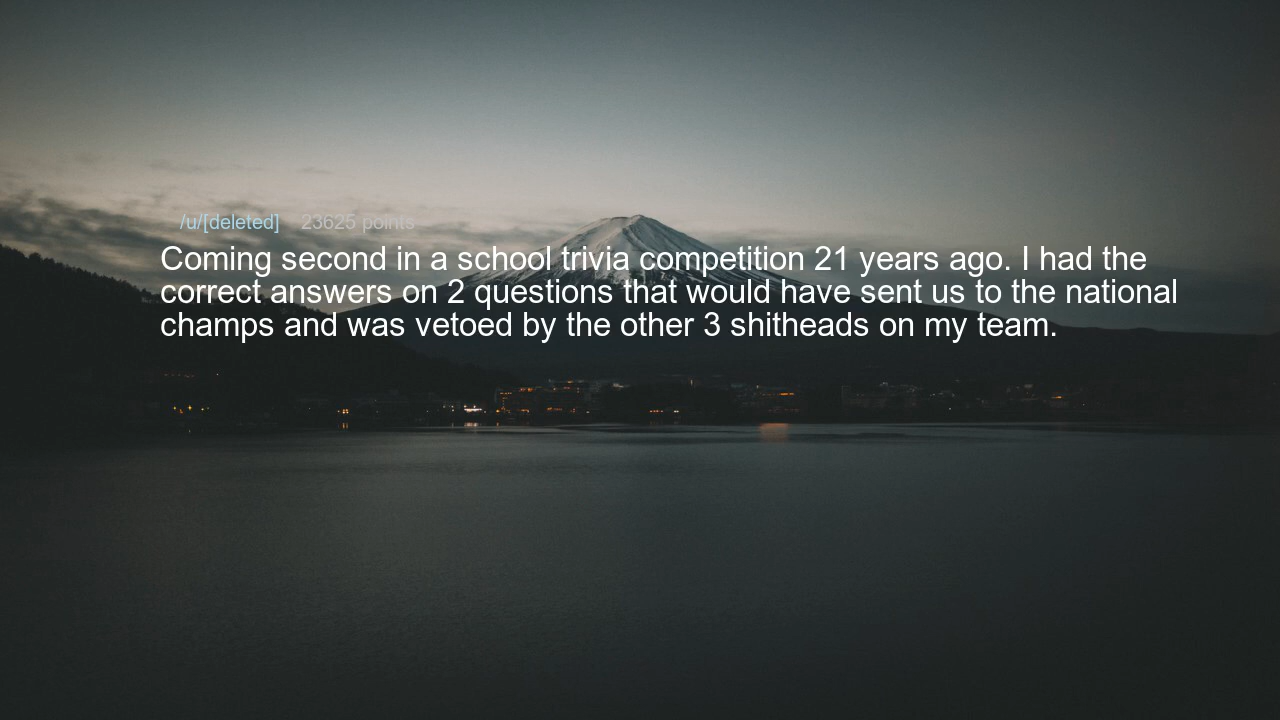 /u/[deleted] 23625 points
Coming second in a school trivia competition 21 years ago. I had the
correct answers on 2 questions that would have sent us to the national
champs and was vetoed by the other 3 shitheads on my team.